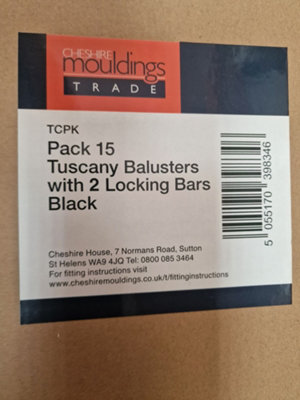 CHESHIRE
mouldings
TRADE
TCPK
Pack 15
Tuscany Balusters
with 2 Locking Bars
Black
5 055170 398346
Cheshire House, 7 Normans Road, Sutton
St Helens WA9 4JQ Tel: 0800 085 3464
For fitting instructions visit
www.cheshiremouldings.co.uk/t/fittinginstructions